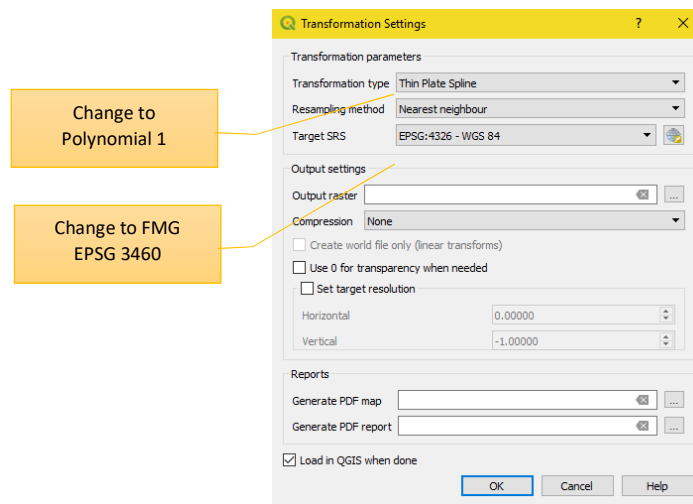 Transformation Settings
? ×
Transformation parameters
Transformation type Thin Plate Spline
Resampling method Nearest neighbour
Target SRS EPSG:4326 - WGS 84
Output settings
Output raster ...
Compression None
Create world file only (linear transforms)
Use 0 for transparency when needed
Set target resolution
Horizontal 0.00000
Vertical -1.00000
Reports
Generate PDF map ...
Generate PDF report ...
Load in QGIS when done
OK Cancel Help
Change to
Polynomial 1
Change to FMG
EPSG 3460